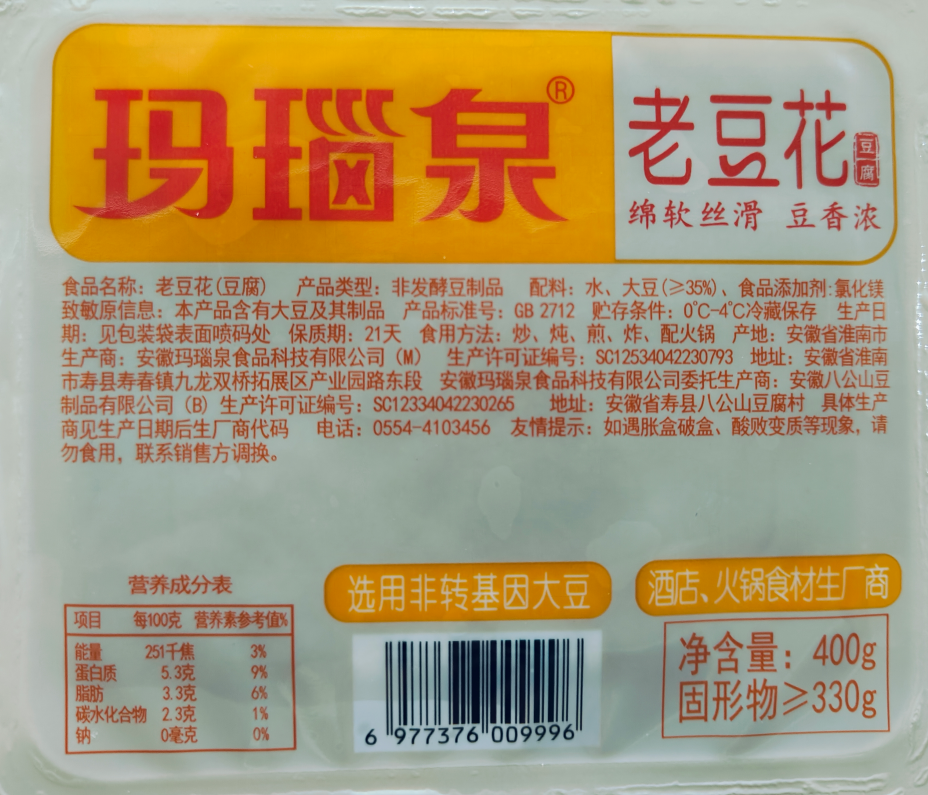 玛瑙泉®
老豆花
豆腐
绵软丝滑 豆香浓
食品名称：老豆花(豆腐) 产品类型：非发酵豆制品 配料：水、大豆(≥35%)、食品添加剂:氯化镁
致敏原信息：本产品含有大豆及其制品 产品标准号：GB 2712 贮存条件：0℃-4℃冷藏保存 生产日
期：见包装袋表面喷码处 保质期：21天 食用方法：炒、炖、煎、炸、配火锅 产地：安徽省淮南市
生产商：安徽玛瑙泉食品科技有限公司（M） 生产许可证编号：SC12534042230793 地址：安徽省淮南
市寿县寿春镇九龙双桥拓展区产业园路东段 安徽玛瑙泉食品科技有限公司委托生产商：安徽八公山豆
制品有限公司（B）生产许可证编号：SC12334042230265 地址：安徽省寿县八公山豆腐村 具体生产
商见生产日期后生厂商代码 电话：0554-4103456 友情提示：如遇胀盒破盒、酸败变质等现象，请
勿食用，联系销售方调换。
营养成分表
项目 每100克 营养素参考值%
能量 251千焦 3%
蛋白质 5.3克 9%
脂肪 3.3克 6%
碳水化合物 2.3克 1%
钠 0毫克 0%
选用非转基因大豆
6 977376 009996
酒店、火锅食材生厂商
净含量：400g
固形物≥330g